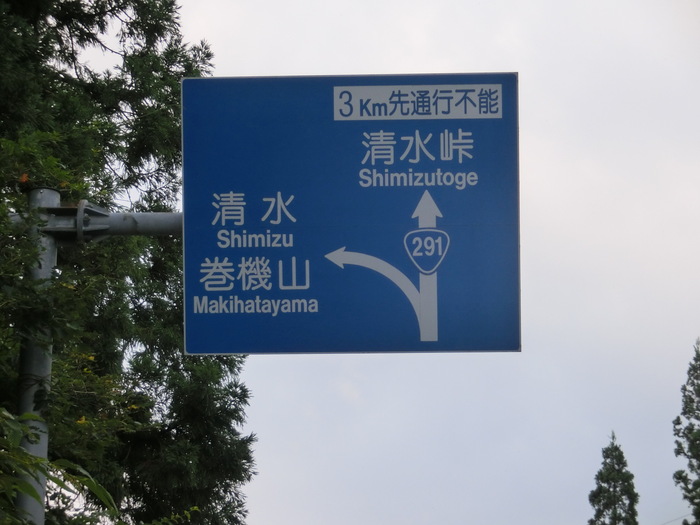 3Km先通行不能
清水峠
Shimizutoge
291
清水
Shimizu
巻機山
Makihatayama